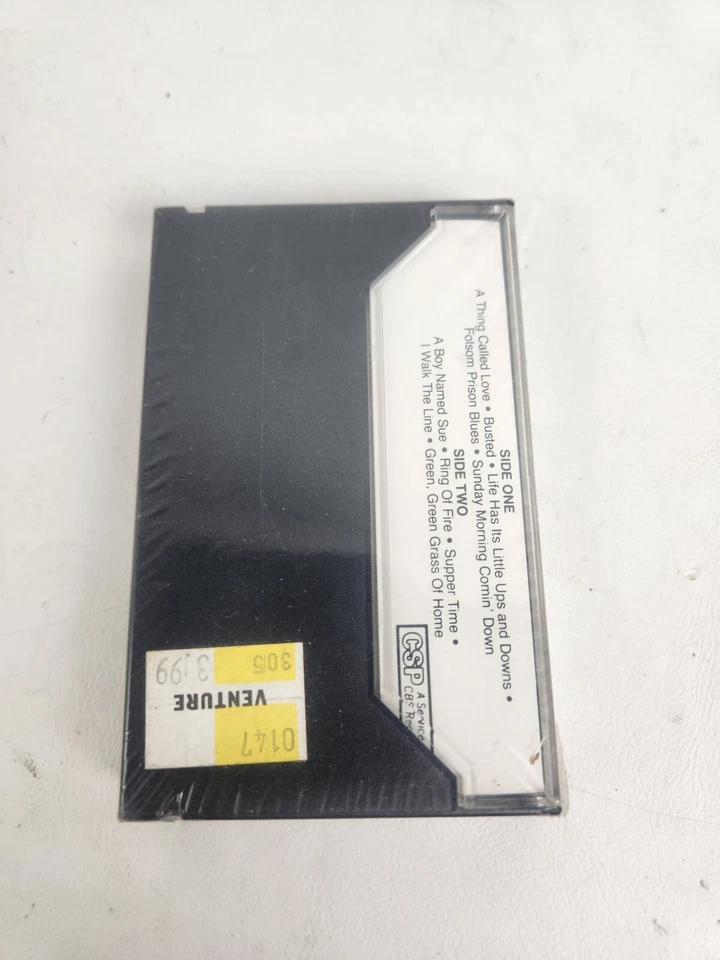 SIDE ONE
A Thing Called Love • Busted • Life Has Its Little Ups and Downs •
Folsom Prison Blues • Sunday Morning Comin' Down
SIDE TWO
A Boy Named Sue • Ring Of Fire • Supper Time •
I Walk The Line • Green, Green Grass Of Home
CSP
A Service
CBS
0147
VENTURE
305
3.99